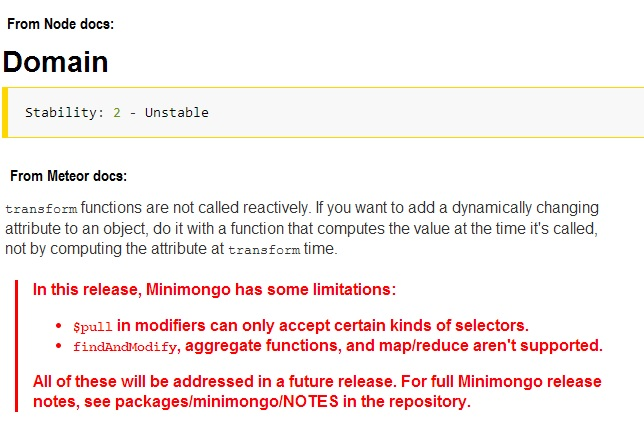 From Node docs:
Domain
Stability: 2 - Unstable
From Meteor docs:
transform functions are not called reactively. If you want to add a dynamically changing
attribute to an object, do it with a function that computes the value at the time it's called,
not by computing the attribute at transform time.
In this release, Minimongo has some limitations:
• $pull in modifiers can only accept certain kinds of selectors.
• findAndModify, aggregate functions, and map/reduce aren't supported.
All of these will be addressed in a future release. For full Minimongo release
notes, see packages/minimongo/NOTES in the repository.